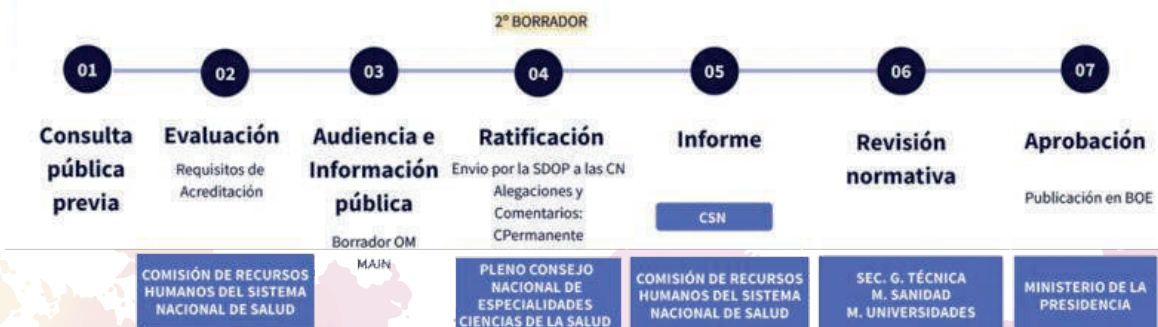 2º BORRADOR
01
02
03
04
05
06
07
Consulta
pública
previa
Evaluación
Requisitos de
Acreditación
Audiencia e
Información
pública
Borrador OM
MAIN
Ratificación
Envio por la SDOP a las CN
Alegaciones y
Comentarios:
CPermanente
Informe
CSN
Revisión
normativa
Aprobación
Publicación en BOE
COMISIÓN DE RECURSOS
HUMANOS DEL SISTEMA
NACIONAL DE SALUD
PLENO CONSEJO
NACIONAL DE
ESPECIALIDADES
CIENCIAS DE LA SALUD
COMISIÓN DE RECURSOS
HUMANOS DEL SISTEMA
NACIONAL DE SALUD
SEC. G. TÉCNICA
M. SANIDAD
M. UNIVERSIDADES
MINISTERIO DE LA
PRESIDENCIA